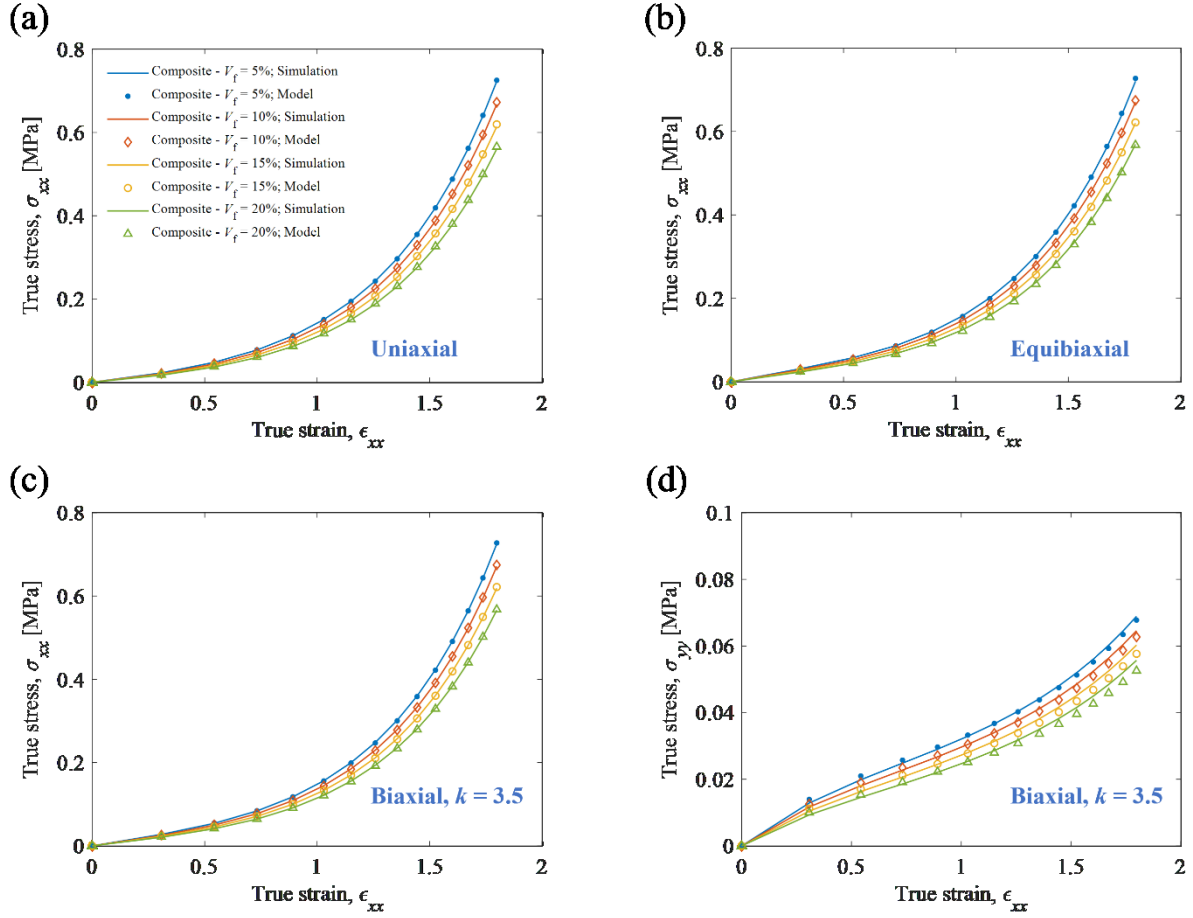 (a)
0.8
0.6
0.4
0.2
0
0 0.5 1 1.5 2
True stress, σxx [MPa]
True strain, ϵxx
Composite - Vf = 5%; Simulation
Composite - Vf = 5%; Model
Composite - Vf = 10%; Simulation
Composite - Vf = 10%; Model
Composite - Vf = 15%; Simulation
Composite - Vf = 15%; Model
Composite - Vf = 20%; Simulation
Composite - Vf = 20%; Model
Uniaxial
(b)
0.8
0.6
0.4
0.2
0
0 0.5 1 1.5 2
True stress, σxx [MPa]
True strain, ϵxx
Equibiaxial
(c)
0.8
0.6
0.4
0.2
0
0 0.5 1 1.5 2
True stress, σxx [MPa]
True strain, ϵxx
Biaxial, k = 3.5
(d)
0.1
0.08
0.06
0.04
0.02
0
0 0.5 1 1.5 2
True stress, σyy [MPa]
True strain, ϵxx
Biaxial, k = 3.5